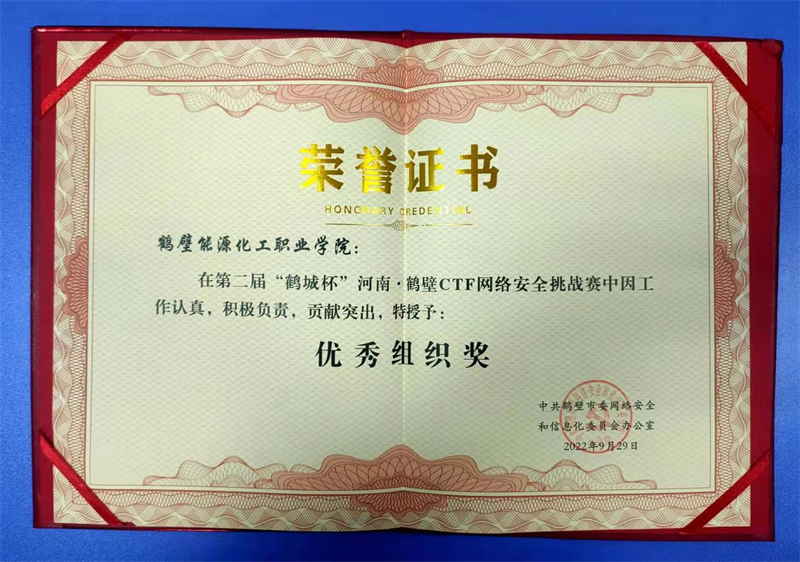 荣誉证书
HONORARY CREDENTIAL
鹤壁能源化工职业学院：
在第二届“鹤城杯”河南·鹤壁CTF网络安全挑战赛中因工
作认真，积极负责，贡献突出，特授予：
优秀组织奖
中共鹤壁市委网络安全
和信息化委员会办公室
2022年9月29日